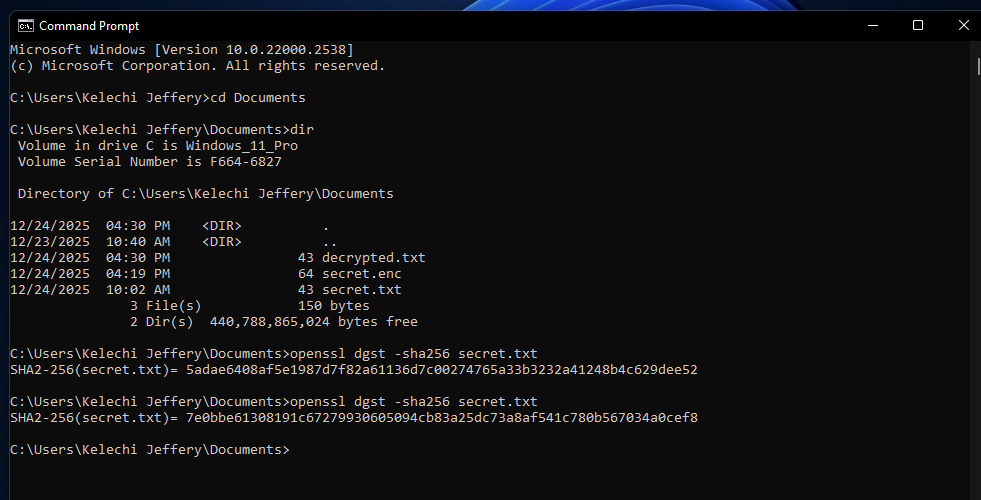 Command Prompt
Microsoft Windows [Version 10.0.22000.2538]
(c) Microsoft Corporation. All rights reserved.
C:\Users\Kelechi Jeffery>cd Documents
C:\Users\Kelechi Jeffery\Documents>dir
Volume in drive C is Windows_11_Pro
Volume Serial Number is F664-6827
Directory of C:\Users\Kelechi Jeffery\Documents
12/24/2025  04:30 PM    <DIR>          .
12/23/2025  10:40 AM    <DIR>          ..
12/24/2025  04:30 PM                43 decrypted.txt
12/24/2025  04:19 PM                64 secret.enc
12/24/2025  10:02 AM                43 secret.txt
3 File(s)            150 bytes
2 Dir(s)  440,788,865,024 bytes free
C:\Users\Kelechi Jeffery\Documents>openssl dgst -sha256 secret.txt
SHA2-256(secret.txt)= 5adae6408af5e1987d7f82a61136d7c00274765a33b3232a41248b4c629dee52
C:\Users\Kelechi Jeffery\Documents>openssl dgst -sha256 secret.txt
SHA2-256(secret.txt)= 7e0bbe61308191c67279930605094cb83a25dc73a8af541c780b567034a0cef8
C:\Users\Kelechi Jeffery\Documents>